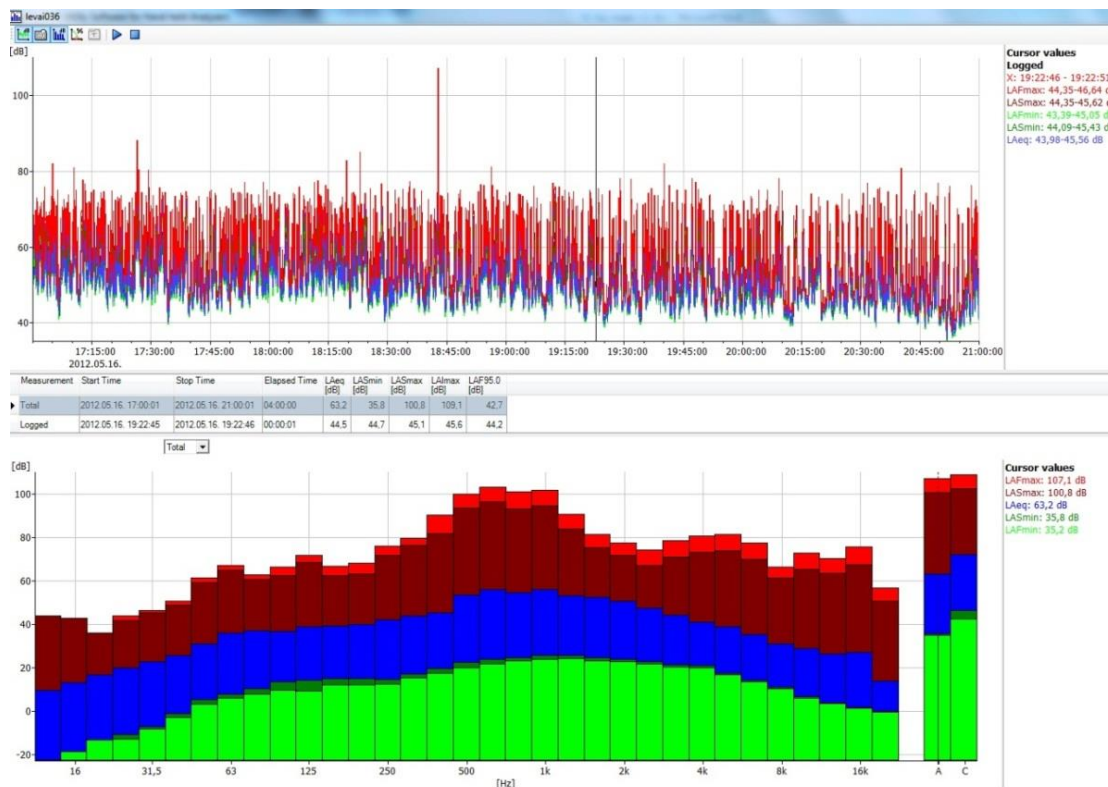 levai036
[dB]
100
80
60
40
17:15:00 17:30:00 17:45:00 18:00:00 18:15:00 18:30:00 18:45:00 19:00:00 19:15:00 19:30:00 19:45:00 20:00:00 20:15:00 20:30:00 20:45:00 21:00:00
2012.05.16.
Cursor values
Logged
X: 19:22:46 - 19:22:51
LAFmax: 44,35-46,64 d
LASmax: 44,35-45,62 d
LAFmin: 43,39-45,05 d
LASmin: 44,09-45,43 d
LAeq: 43,98-45,56 dB
Measurement Start Time Stop Time Elapsed Time LAeq [dB] LASmin [dB] LASmax [dB] LAImax [dB] LAF95.0 [dB]
Total 2012.05.16. 17:00:01 2012.05.16. 21:00:01 04:00:00 63,2 35,8 100,8 109,1 42,7
Logged 2012.05.16. 19:22:45 2012.05.16. 19:22:46 00:00:01 44,5 44,7 45,1 45,6 44,2
Total
[dB]
100
80
60
40
20
0
-20
16 31,5 63 125 250 500 1k 2k 4k 8k 16k A C
[Hz]
Cursor values
LAFmax: 107,1 dB
LASmax: 100,8 dB
LAeq: 63,2 dB
LASmin: 35,8 dB
LAFmin: 35,2 dB